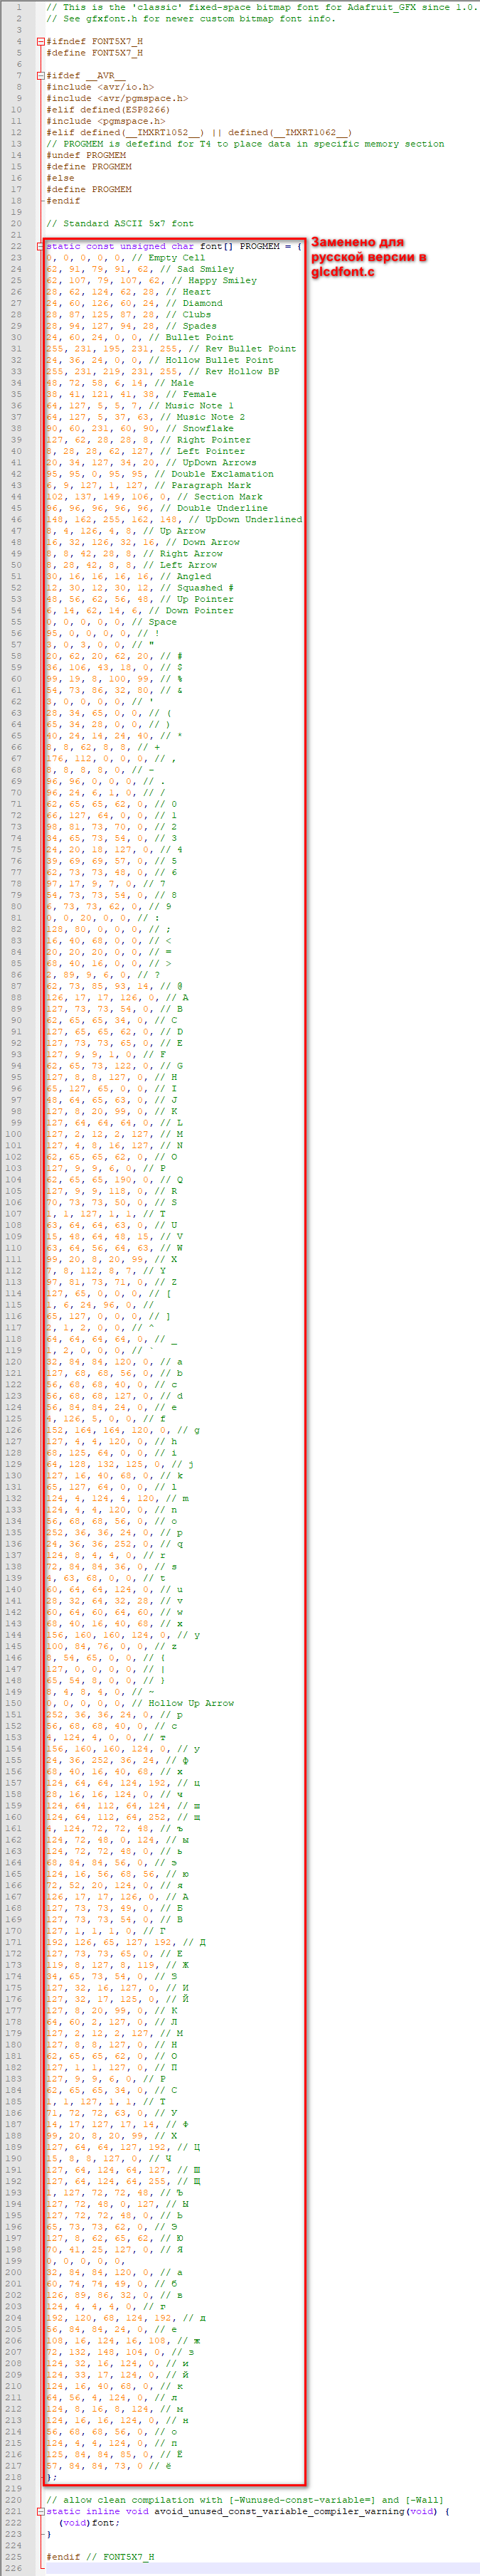 1 // This is the 'classic' fixed-space bitmap font for Adafruit_GFX since 1.0.
2 // See gfxfont.h for newer custom bitmap font info.
3
4 #ifndef FONT5X7_H
5 #define FONT5X7_H
6
7 #ifdef __AVR__
8 #include <avr/io.h>
9 #include <avr/pgmspace.h>
10 #elif defined(ESP8266)
11 #include <pgmspace.h>
12 #elif defined(__IMXRT1052__) || defined(__IMXRT1062__)
13 // PROGMEM is defefind for T4 to place data in specific memory section
14 #undef PROGMEM
15 #define PROGMEM
16 #else
17 #define PROGMEM
18 #endif
19
20 // Standard ASCII 5x7 font
21
Заменено для
русской версии в
glcdfont.c
22 static const unsigned char font[] PROGMEM = {
23 0, 0, 0, 0, 0, // Empty Cell
24 62, 91, 79, 91, 62, // Sad Smiley
25 62, 107, 79, 107, 62, // Happy Smiley
26 28, 62, 124, 62, 28, // Heart
27 24, 60, 126, 60, 24, // Diamond
28 28, 87, 125, 87, 28, // Clubs
29 28, 94, 127, 94, 28, // Spades
30 24, 60, 24, 0, 0, // Bullet Point
31 255, 231, 195, 231, 255, // Rev Bullet Point
32 24, 36, 24, 0, 0, // Hollow Bullet Point
33 255, 231, 219, 231, 255, // Rev Hollow BP
34 48, 72, 58, 6, 14, // Male
35 38, 41, 121, 41, 38, // Female
36 64, 127, 5, 5, 7, // Music Note 1
37 64, 127, 5, 37, 63, // Music Note 2
38 90, 60, 231, 60, 90, // Snowflake
39 127, 62, 28, 28, 8, // Right Pointer
40 8, 28, 28, 62, 127, // Left Pointer
41 20, 34, 127, 34, 20, // UpDown Arrows
42 95, 95, 0, 95, 95, // Double Exclamation
43 6, 9, 127, 1, 127, // Paragraph Mark
44 102, 137, 149, 106, 0, // Section Mark
45 96, 96, 96, 96, 96, // Double Underline
46 148, 162, 255, 162, 148, // UpDown Underlined
47 8, 4, 126, 4, 8, // Up Arrow
48 16, 32, 126, 32, 16, // Down Arrow
49 8, 8, 42, 28, 8, // Right Arrow
50 8, 28, 42, 8, 8, // Left Arrow
51 30, 16, 16, 16, 16, // Angled
52 12, 30, 12, 30, 12, // Squashed #
53 48, 56, 62, 56, 48, // Up Pointer
54 6, 14, 62, 14, 6, // Down Pointer
55 0, 0, 0, 0, 0, // Space
56 95, 0, 0, 0, 0, // !
57 3, 0, 3, 0, 0, // "
58 20, 62, 20, 62, 20, // #
59 36, 106, 43, 18, 0, // $
60 99, 19, 8, 100, 99, // %
61 54, 73, 86, 32, 80, // &
62 3, 0, 0, 0, 0, // '
63 28, 34, 65, 0, 0, // (
64 65, 34, 28, 0, 0, // )
65 40, 24, 14, 24, 40, // *
66 8, 8, 62, 8, 8, // +
67 176, 112, 0, 0, 0, // ,
68 8, 8, 8, 8, 0, // -
69 96, 96, 0, 0, 0, // .
70 96, 24, 6, 1, 0, // /
71 62, 65, 65, 62, 0, // 0
72 66, 127, 64, 0, 0, // 1
73 98, 81, 73, 70, 0, // 2
74 34, 65, 73, 54, 0, // 3
75 24, 20, 18, 127, 0, // 4
76 39, 69, 69, 57, 0, // 5
77 62, 73, 73, 48, 0, // 6
78 97, 17, 9, 7, 0, // 7
79 54, 73, 73, 54, 0, // 8
80 6, 73, 73, 62, 0, // 9
81 0, 0, 20, 0, 0, // :
82 128, 80, 0, 0, 0, // ;
83 16, 40, 68, 0, 0, // <
84 20, 20, 20, 0, 0, // =
85 68, 40, 16, 0, 0, // >
86 2, 89, 9, 6, 0, // ?
87 62, 73, 85, 93, 14, // @
88 126, 17, 17, 126, 0, // A
89 127, 73, 73, 54, 0, // B
90 62, 65, 65, 34, 0, // C
91 127, 65, 65, 62, 0, // D
92 127, 73, 73, 65, 0, // E
93 127, 9, 9, 1, 0, // F
94 62, 65, 73, 122, 0, // G
95 127, 8, 8, 127, 0, // H
96 65, 127, 65, 0, 0, // I
97 48, 64, 65, 63, 0, // J
98 127, 8, 20, 99, 0, // K
99 127, 64, 64, 64, 0, // L
100 127, 2, 12, 2, 127, // M
101 127, 4, 8, 16, 127, // N
102 62, 65, 65, 62, 0, // O
103 127, 9, 9, 6, 0, // P
104 62, 65, 65, 190, 0, // Q
105 127, 9, 9, 118, 0, // R
106 70, 73, 73, 50, 0, // S
107 1, 1, 127, 1, 1, // T
108 63, 64, 64, 63, 0, // U
109 15, 48, 64, 48, 15, // V
110 63, 64, 56, 64, 63, // W
111 99, 20, 8, 20, 99, // X
112 7, 8, 112, 8, 7, // Y
113 97, 81, 73, 71, 0, // Z
114 127, 65, 0, 0, 0, // [
115 1, 6, 24, 96, 0, //
116 65, 127, 0, 0, 0, // ]
117 2, 1, 2, 0, 0, // ^
118 64, 64, 64, 64, 0, // _
119 1, 2, 0, 0, 0, // `
120 32, 84, 84, 120, 0, // a
121 127, 68, 68, 56, 0, // b
122 56, 68, 68, 40, 0, // c
123 56, 68, 68, 127, 0, // d
124 56, 84, 84, 24, 0, // e
125 4, 126, 5, 0, 0, // f
126 152, 164, 164, 120, 0, // g
127 127, 4, 4, 120, 0, // h
128 68, 125, 64, 0, 0, // i
129 64, 128, 132, 125, 0, // j
130 127, 16, 40, 68, 0, // k
131 65, 127, 64, 0, 0, // l
132 124, 4, 124, 4, 120, // m
133 124, 4, 4, 120, 0, // n
134 56, 68, 68, 56, 0, // o
135 252, 36, 36, 24, 0, // p
136 24, 36, 36, 252, 0, // q
137 124, 8, 4, 4, 0, // r
138 72, 84, 84, 36, 0, // s
139 4, 63, 68, 0, 0, // t
140 60, 64, 64, 124, 0, // u
141 28, 32, 64, 32, 28, // v
142 60, 64, 60, 64, 60, // w
143 68, 40, 16, 40, 68, // x
144 156, 160, 160, 124, 0, // y
145 100, 84, 76, 0, 0, // z
146 8, 54, 65, 0, 0, // {
147 127, 0, 0, 0, 0, // |
148 65, 54, 8, 0, 0, // }
149 8, 4, 8, 4, 0, // ~
150 0, 0, 0, 0, 0, // Hollow Up Arrow
151 252, 36, 36, 24, 0, // р
152 56, 68, 68, 40, 0, // с
153 4, 124, 4, 0, 0, // т
154 156, 160, 160, 124, 0, // у
155 24, 36, 252, 36, 24, // ф
156 68, 40, 16, 40, 68, // х
157 124, 64, 64, 124, 192, // ц
158 28, 16, 16, 124, 0, // ч
159 124, 64, 112, 64, 124, // ш
160 124, 64, 112, 64, 252, // щ
161 4, 124, 72, 72, 48, // ъ
162 124, 72, 48, 0, 124, // ы
163 124, 72, 72, 48, 0, // ь
164 68, 84, 84, 56, 0, // э
165 124, 16, 56, 68, 56, // ю
166 72, 52, 20, 124, 0, // я
167 126, 17, 17, 126, 0, // А
168 127, 73, 73, 49, 0, // Б
169 127, 73, 73, 54, 0, // В
170 127, 1, 1, 1, 0, // Г
171 192, 126, 65, 127, 192, // Д
172 127, 73, 73, 65, 0, // Е
173 119, 8, 127, 8, 119, // Ж
174 34, 65, 73, 54, 0, // З
175 127, 32, 16, 127, 0, // И
176 127, 32, 17, 125, 0, // Й
177 127, 8, 20, 99, 0, // К
178 64, 60, 2, 127, 0, // Л
179 127, 2, 12, 2, 127, // М
180 127, 8, 8, 127, 0, // Н
181 62, 65, 65, 62, 0, // О
182 127, 1, 1, 127, 0, // П
183 127, 9, 9, 6, 0, // Р
184 62, 65, 65, 34, 0, // С
185 1, 1, 127, 1, 1, // Т
186 71, 72, 72, 63, 0, // У
187 14, 17, 127, 17, 14, // Ф
188 99, 20, 8, 20, 99, // Х
189 127, 64, 64, 127, 192, // Ц
190 15, 8, 8, 127, 0, // Ч
191 127, 64, 124, 64, 127, // Ш
192 127, 64, 124, 64, 255, // Щ
193 1, 127, 72, 72, 48, // Ъ
194 127, 72, 48, 0, 127, // Ы
195 127, 72, 72, 48, 0, // Ь
196 65, 73, 73, 62, 0, // Э
197 127, 8, 62, 65, 62, // Ю
198 70, 41, 25, 127, 0, // Я
199 0, 0, 0, 0, 0,
200 32, 84, 84, 120, 0, // а
201 60, 74, 74, 49, 0, // б
202 126, 89, 86, 32, 0, // в
203 124, 4, 4, 4, 0, // г
204 192, 120, 68, 124, 192, // д
205 56, 84, 84, 24, 0, // е
206 108, 16, 124, 16, 108, // ж
207 72, 132, 148, 104, 0, // з
208 124, 32, 16, 124, 0, // и
209 124, 33, 17, 124, 0, // й
210 124, 16, 40, 68, 0, // к
211 64, 56, 4, 124, 0, // л
212 124, 8, 16, 8, 124, // м
213 124, 16, 16, 124, 0, // н
214 56, 68, 68, 56, 0, // о
215 124, 4, 4, 124, 0, // п
216 125, 84, 84, 85, 0, // Ё
217 57, 84, 84, 73, 0 // ё
218 };
219
220 // allow clean compilation with [-Wunused-const-variable=] and [-Wall]
221 static inline void avoid_unused_const_variable_compiler_warning(void) {
222 (void)font;
223 }
224
225 #endif // FONT5X7_H
226